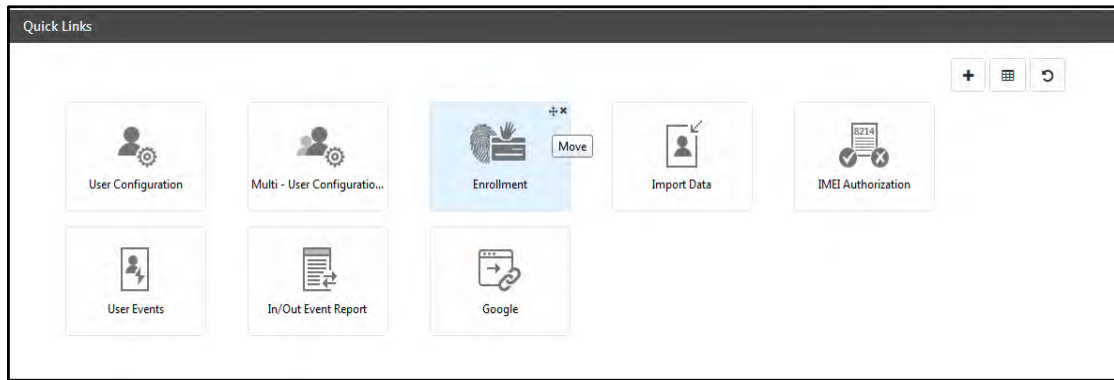 Quick Links
User Configuration
Multi - User Configuratio...
Enrollment
Move
Import Data
8214
IMEI Authorization
User Events
In/Out Event Report
Google